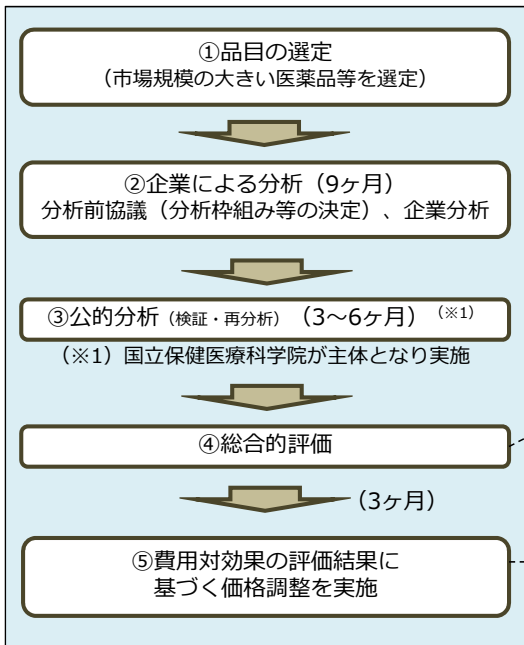 ①品目の選定
（市場規模の大きい医薬品等を選定）
②企業による分析（9ヶ月）
分析前協議（分析枠組み等の決定）、企業分析
③公的分析（検証・再分析）（3～6ヶ月）（※1）
（※1）国立保健医療科学院が主体となり実施
④総合的評価
（3ヶ月）
⑤費用対効果の評価結果に
基づく価格調整を実施